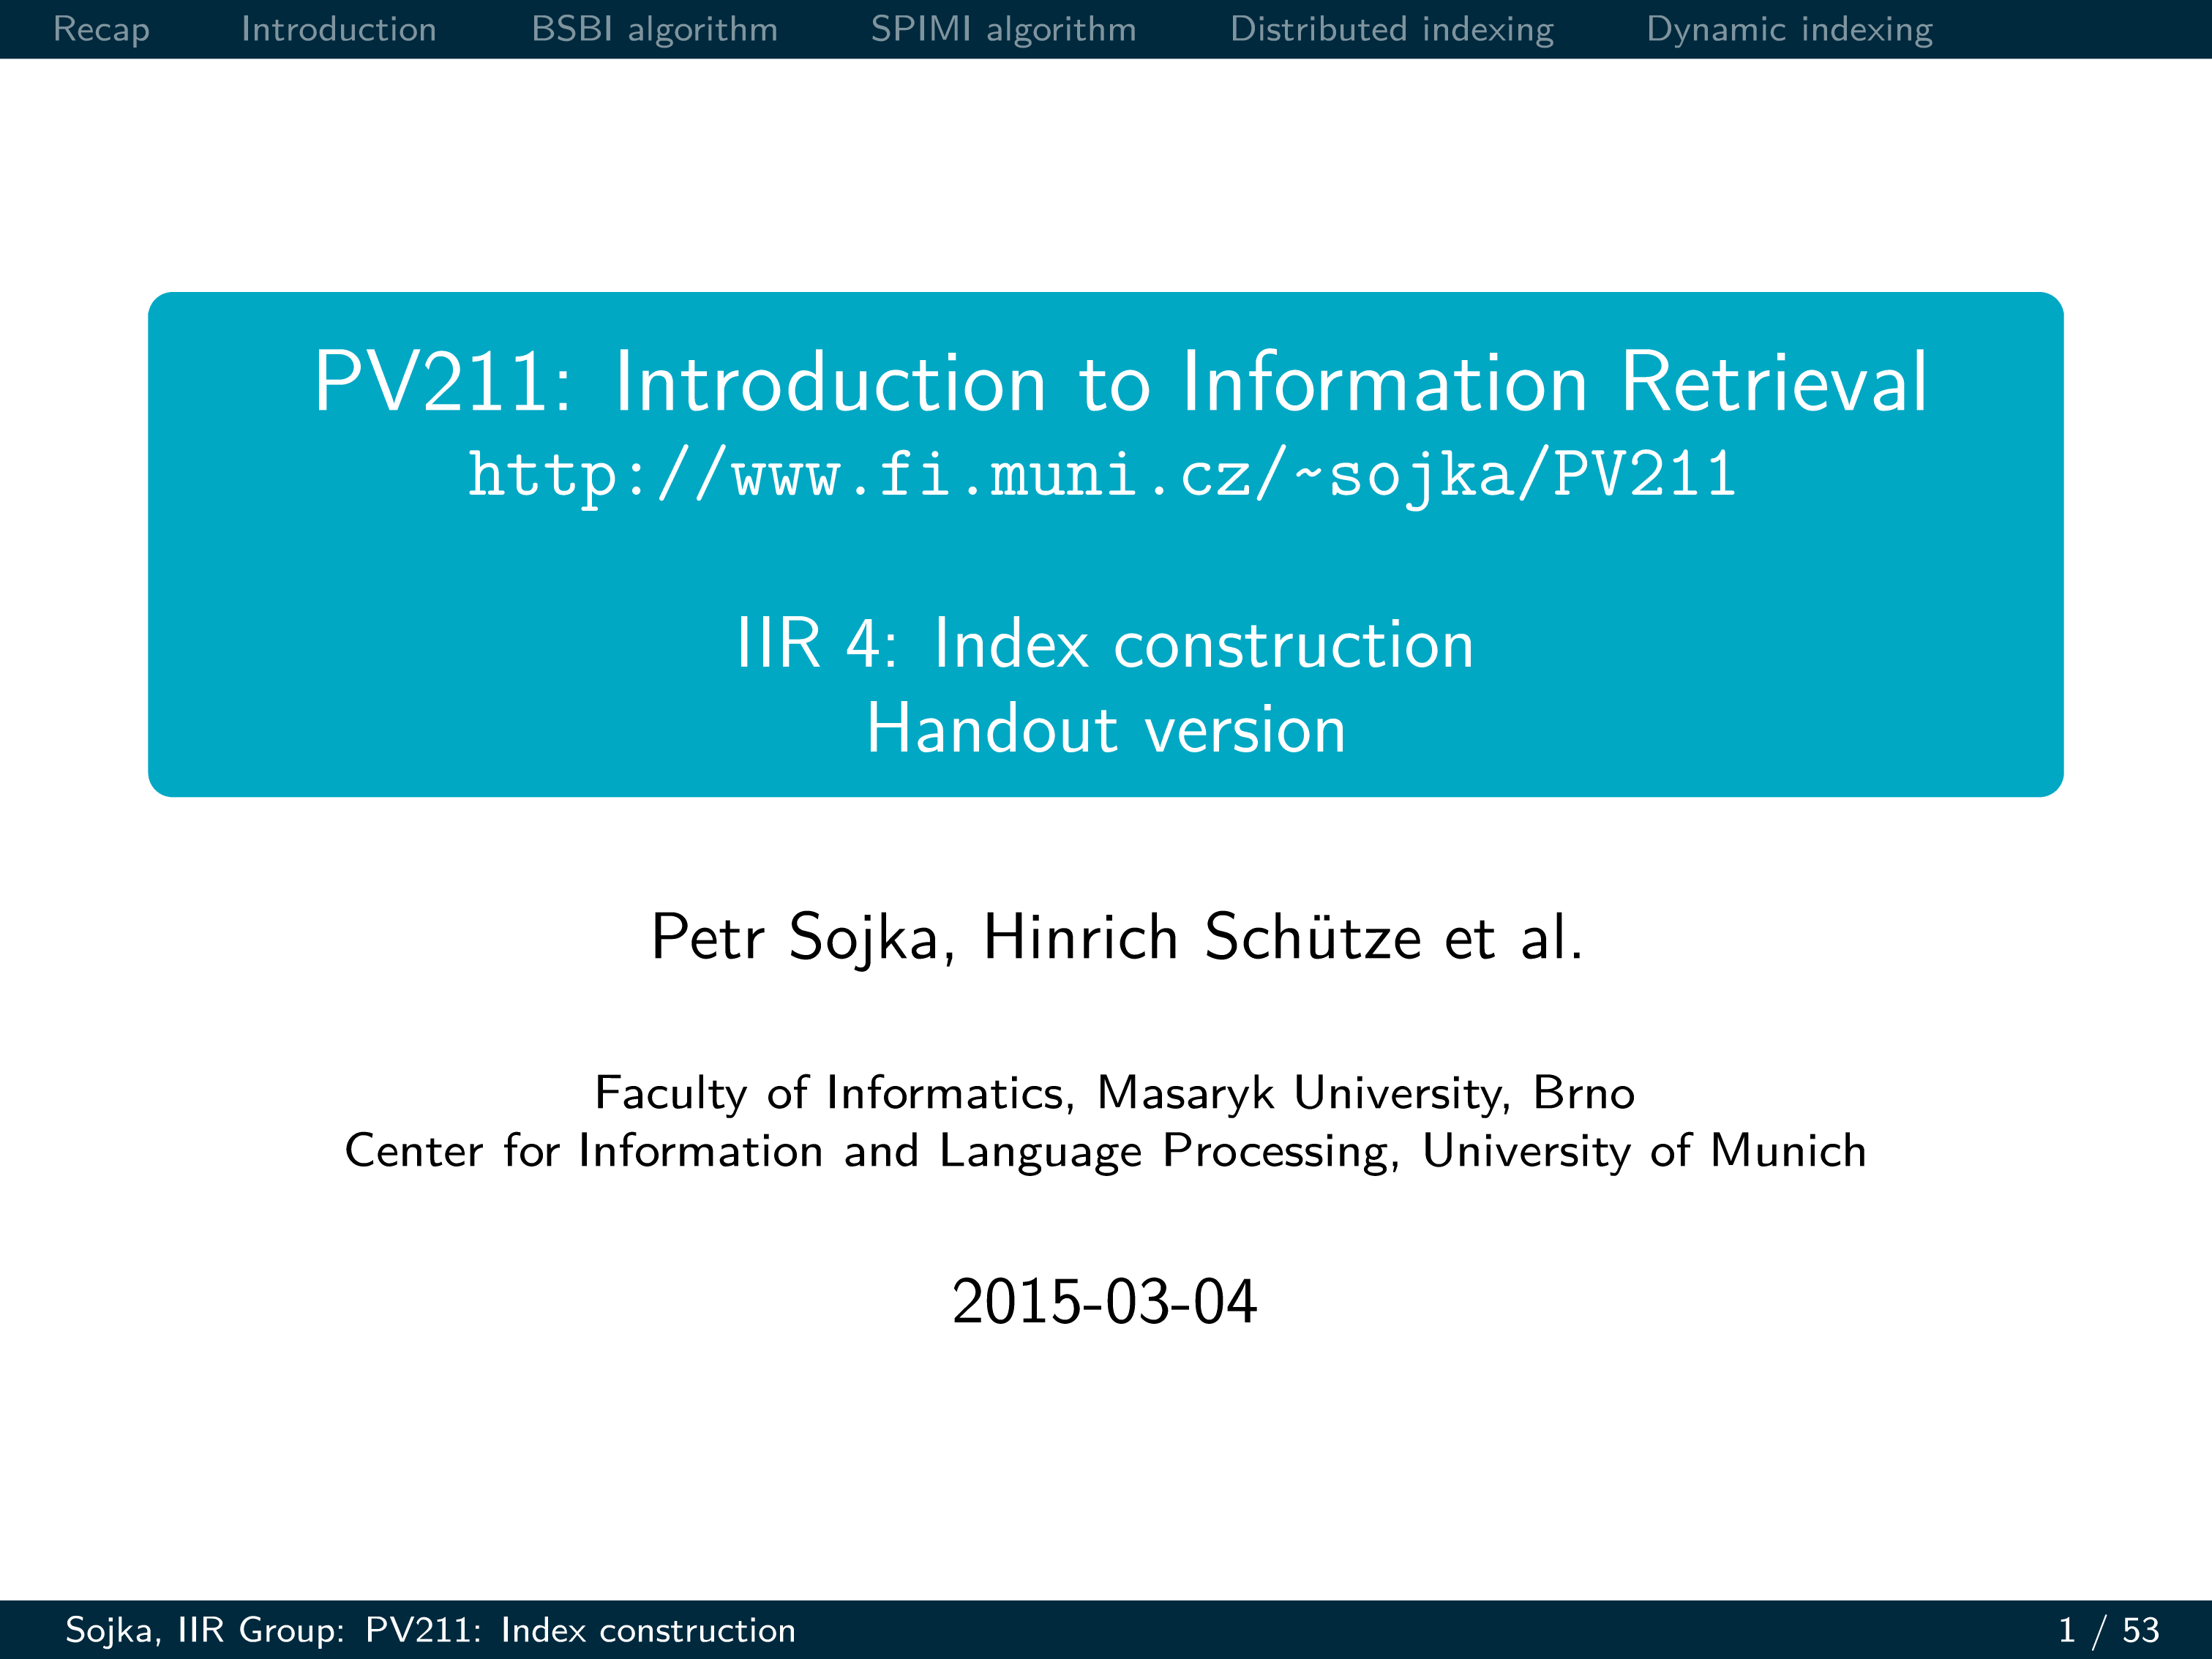 Recap Introduction BSBI algorithm SPIMI algorithm Distributed indexing Dynamic indexing
PV211: Introduction to Information Retrieval
http://www.fi.muni.cz/~sojka/PV211
IIR 4: Index construction
Handout version
Petr Sojka, Hinrich Schütze et al.
Faculty of Informatics, Masaryk University, Brno
Center for Information and Language Processing, University of Munich
2015-03-04
Sojka, IIR Group: PV211: Index construction 1 / 53